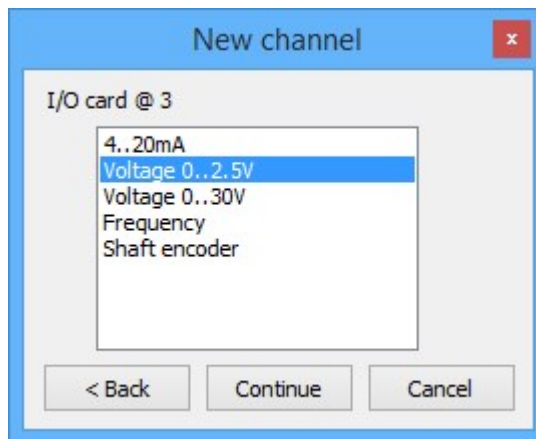 New channel
x
I/O card @ 3
4..20mA
Voltage 0..2.5V
Voltage 0..30V
Frequency
Shaft encoder
< Back
Continue
Cancel